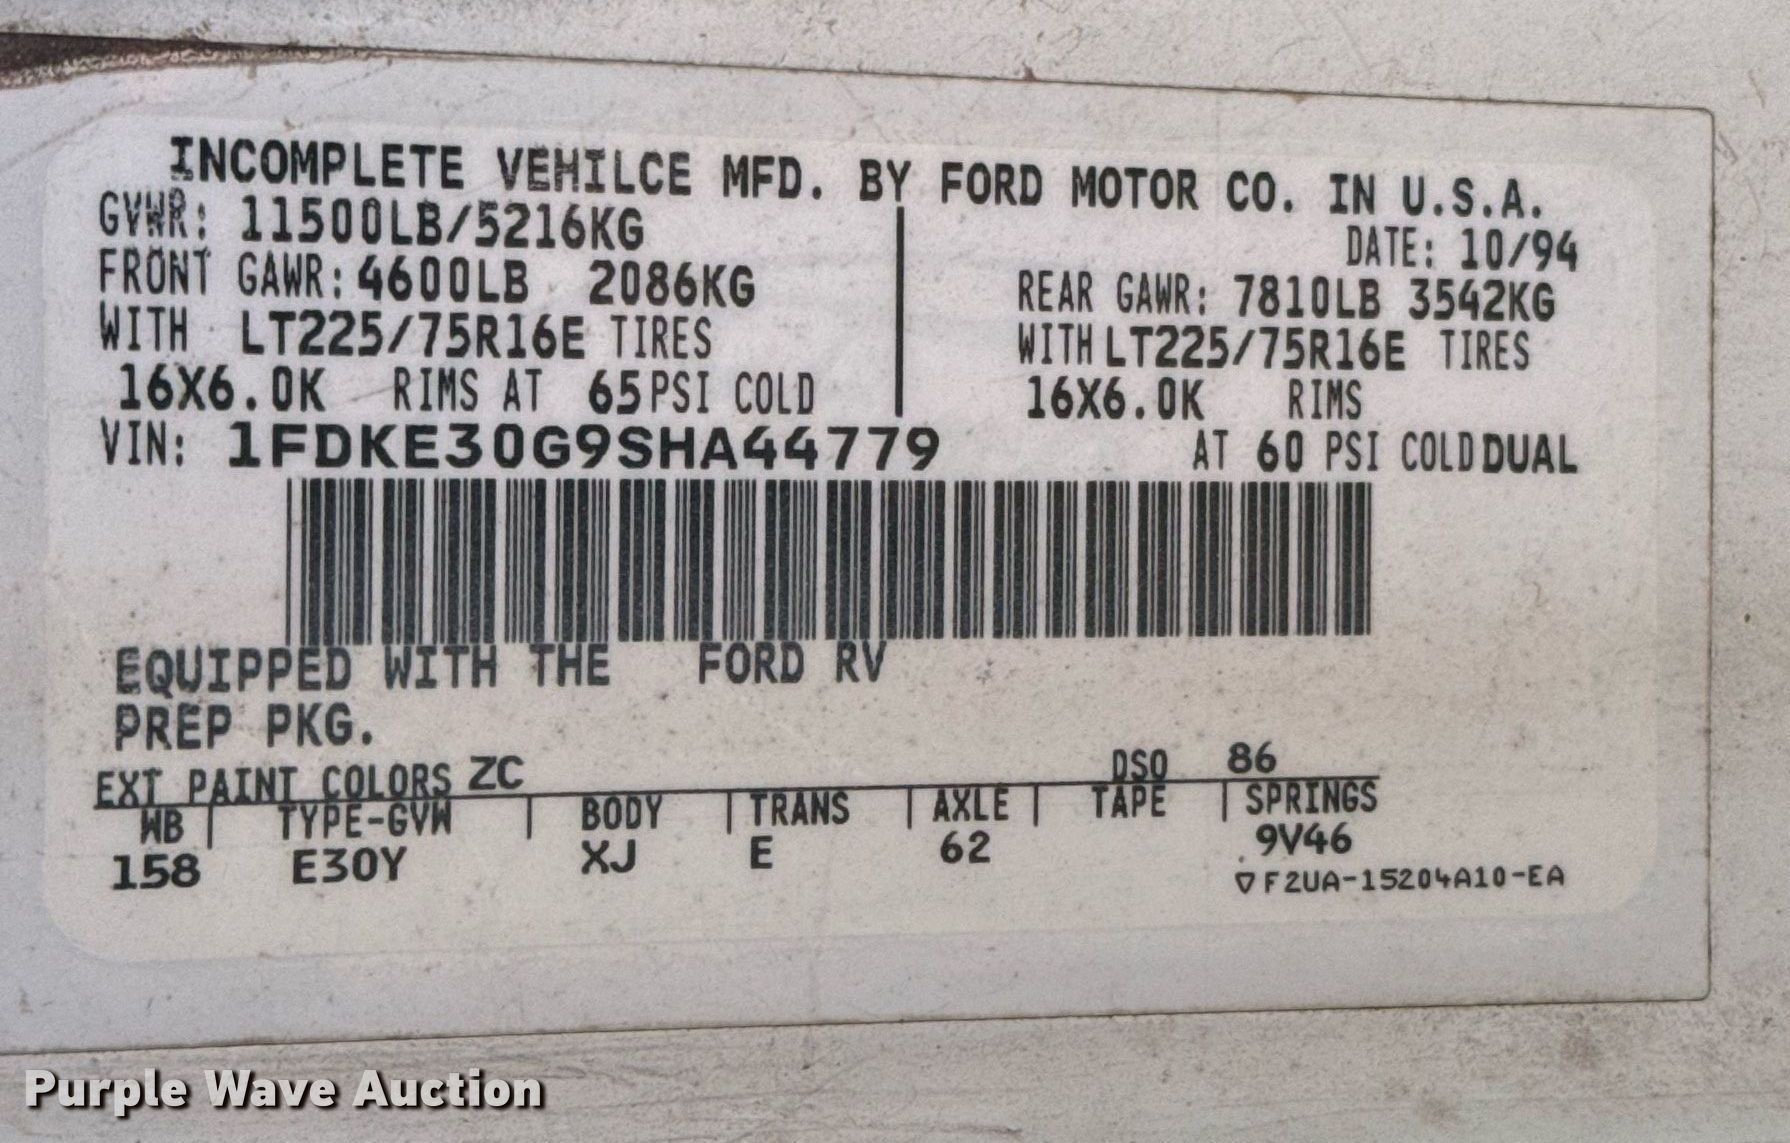 INCOMPLETE VEHILCE MFD. BY FORD MOTOR CO. IN U.S.A.
GVWR: 11500LB/5216KG
DATE: 10/94
FRONT GAWR: 4600LB 2086KG
REAR GAWR: 7810LB 3542KG
WITH LT225/75R16E TIRES
WITH LT225/75R16E TIRES
16X6.0K RIMS AT 65 PSI COLD
16X6.0K RIMS
VIN: 1FDKE30G9SHA44779
AT 60 PSI COLD DUAL
EQUIPPED WITH THE FORD RV
PREP PKG.
EXT PAINT COLORS ZC DSO 86
WB | TYPE-GVW | BODY | TRANS | AXLE | TAPE | SPRINGS
158 E30Y XJ E 62 9V46
▽F2UA-15204A10-EA
Purple Wave Auction